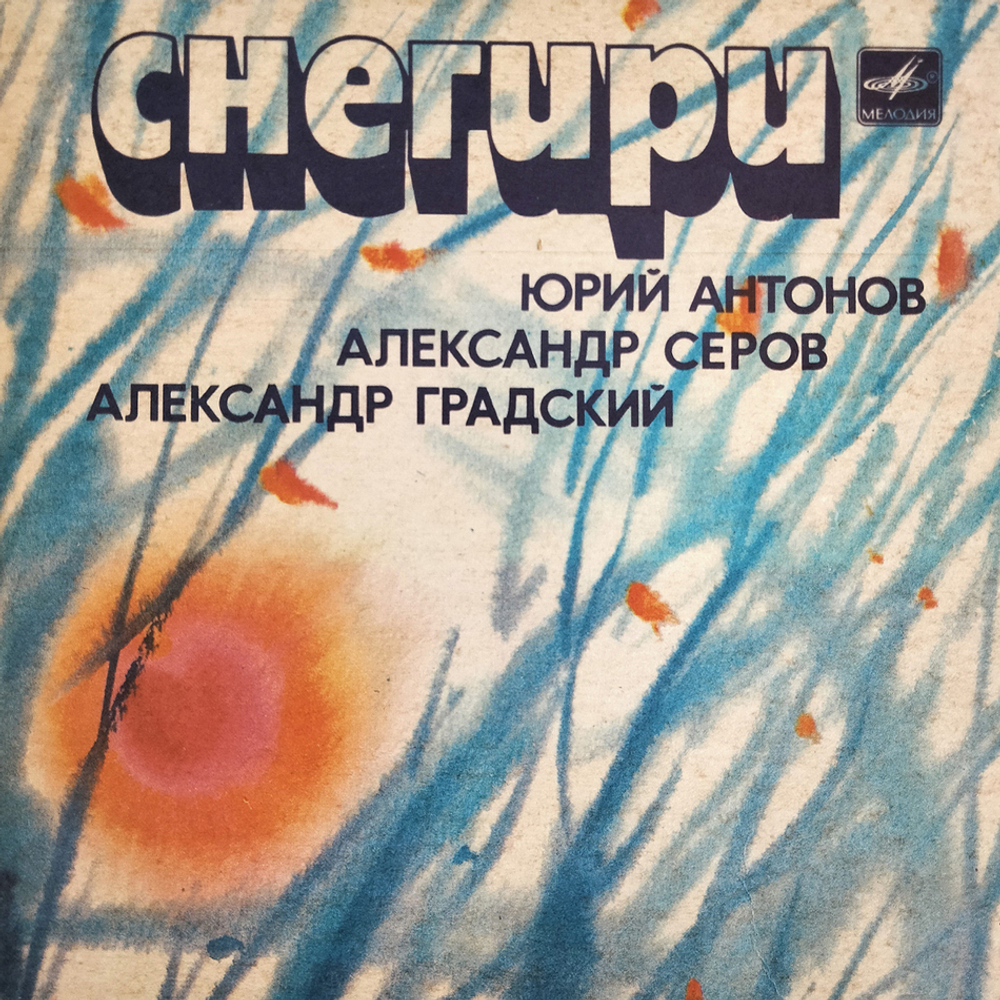 снегири
МЕЛОДИЯ
ЮРИЙ АНТОНОВ
АЛЕКСАНДР СЕРОВ
АЛЕКСАНДР ГРАДСКИЙ